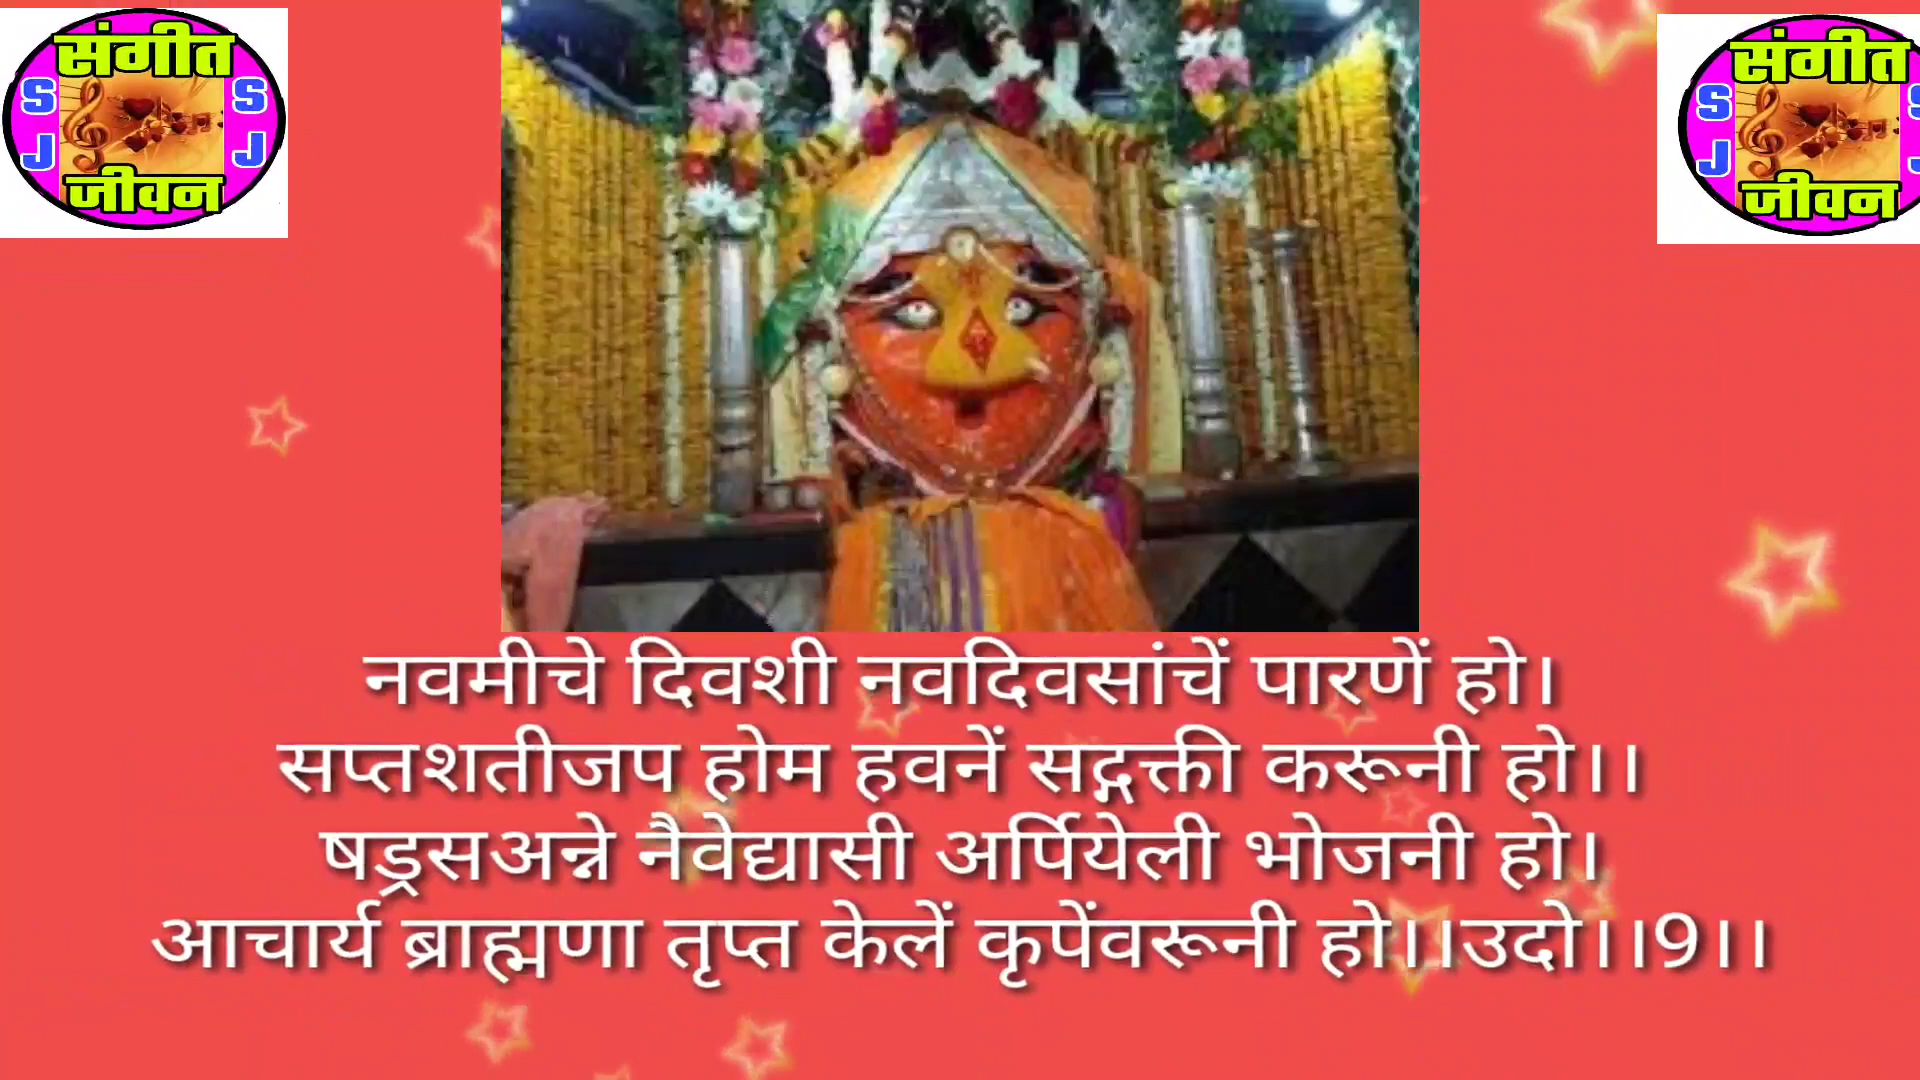 संगीत
S S
J J
जीवन
संगीत
S S
J J
जीवन
नवमीचे दिवशी नवदिवसांचें पारणें हो।
सप्तशतीजप होम हवनें सद्भक्ती करूनी हो।।
षड्रसअन्ने नैवेद्यासी अर्पियेली भोजनी हो।
आचार्य ब्राह्मणा तृप्त केलें कृपेंवरूनी हो।।उदो।।9।।